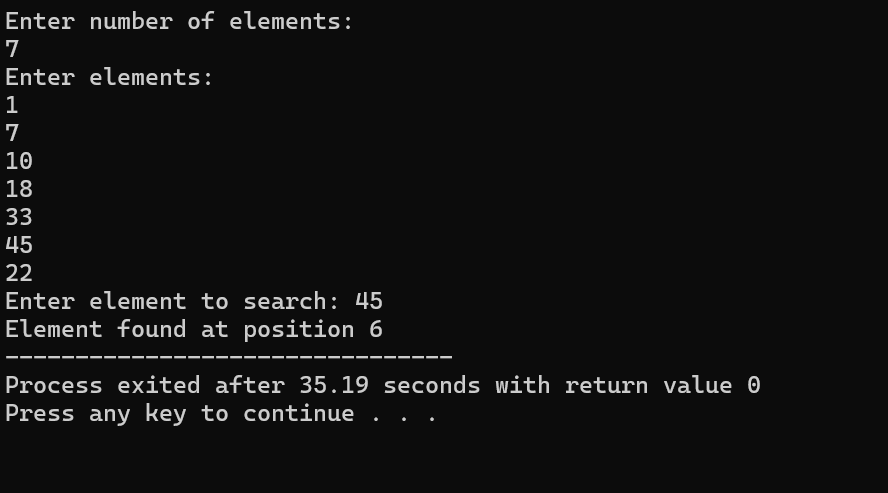 Enter number of elements:
7
Enter elements:
1
7
10
18
33
45
22
Enter element to search: 45
Element found at position 6
--------------------------------
Process exited after 35.19 seconds with return value 0
Press any key to continue . . .